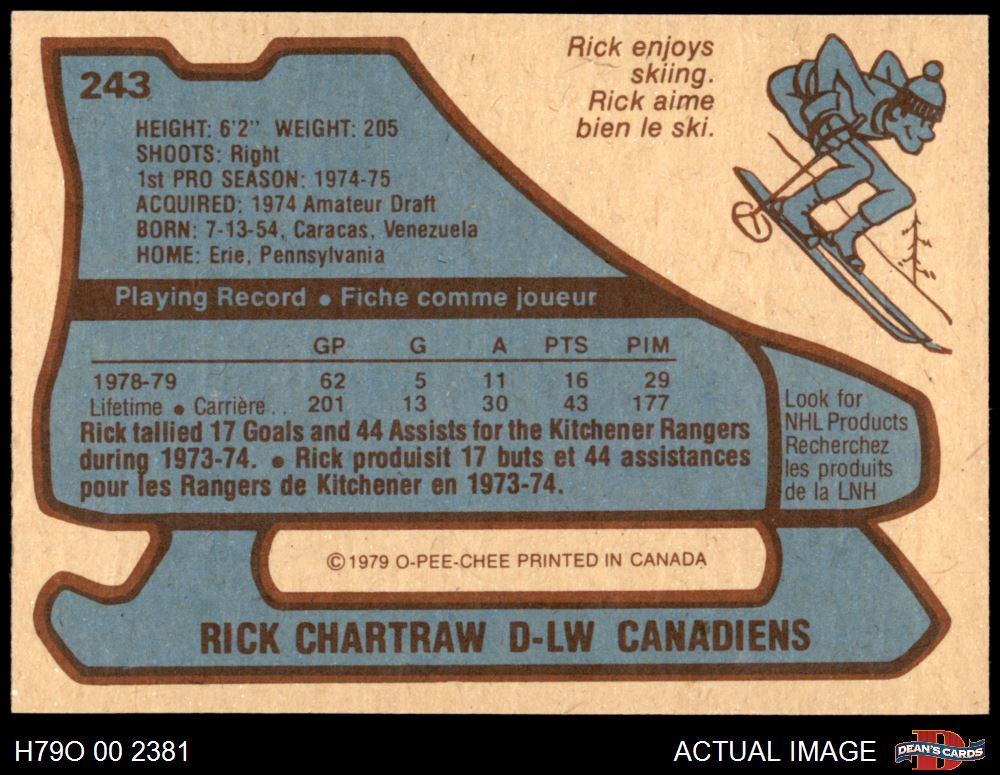 243
Rick enjoys
skiing.
Rick aime
bien le ski.
HEIGHT: 6'2" WEIGHT: 205
SHOOTS: Right
1st PRO SEASON: 1974-75
ACQUIRED: 1974 Amateur Draft
BORN: 7-13-54, Caracas, Venezuela
HOME: Erie, Pennsylvania
Playing Record • Fiche comme joueur
GP G A PTS PIM
1978-79 62 5 11 16 29
Lifetime • Carrière . . 201 13 30 43 177
Rick tallied 17 Goals and 44 Assists for the Kitchener Rangers
during 1973-74. • Rick produisit 17 buts et 44 assistances
pour les Rangers de Kitchener en 1973-74.
Look for
NHL Products
Recherchez
les produits
de la LNH
© 1979 O-PEE-CHEE PRINTED IN CANADA
RICK CHARTRAW D-LW CANADIENS
H79O 00 2381
ACTUAL IMAGE
D
DEAN'S CARDS